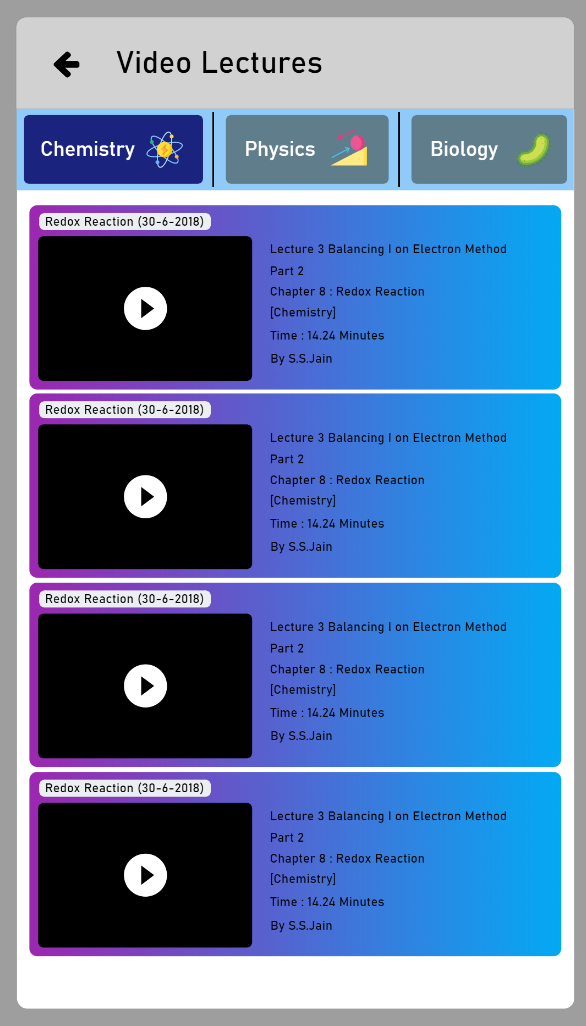 Video Lectures
Chemistry
Physics
Biology
Redox Reaction (30-6-2018)
Lecture 3 Balancing I on Electron Method
Part 2
Chapter 8 : Redox Reaction
[Chemistry]
Time : 14.24 Minutes
By S.S.Jain
Redox Reaction (30-6-2018)
Lecture 3 Balancing I on Electron Method
Part 2
Chapter 8 : Redox Reaction
[Chemistry]
Time : 14.24 Minutes
By S.S.Jain
Redox Reaction (30-6-2018)
Lecture 3 Balancing I on Electron Method
Part 2
Chapter 8 : Redox Reaction
[Chemistry]
Time : 14.24 Minutes
By S.S.Jain
Redox Reaction (30-6-2018)
Lecture 3 Balancing I on Electron Method
Part 2
Chapter 8 : Redox Reaction
[Chemistry]
Time : 14.24 Minutes
By S.S.Jain